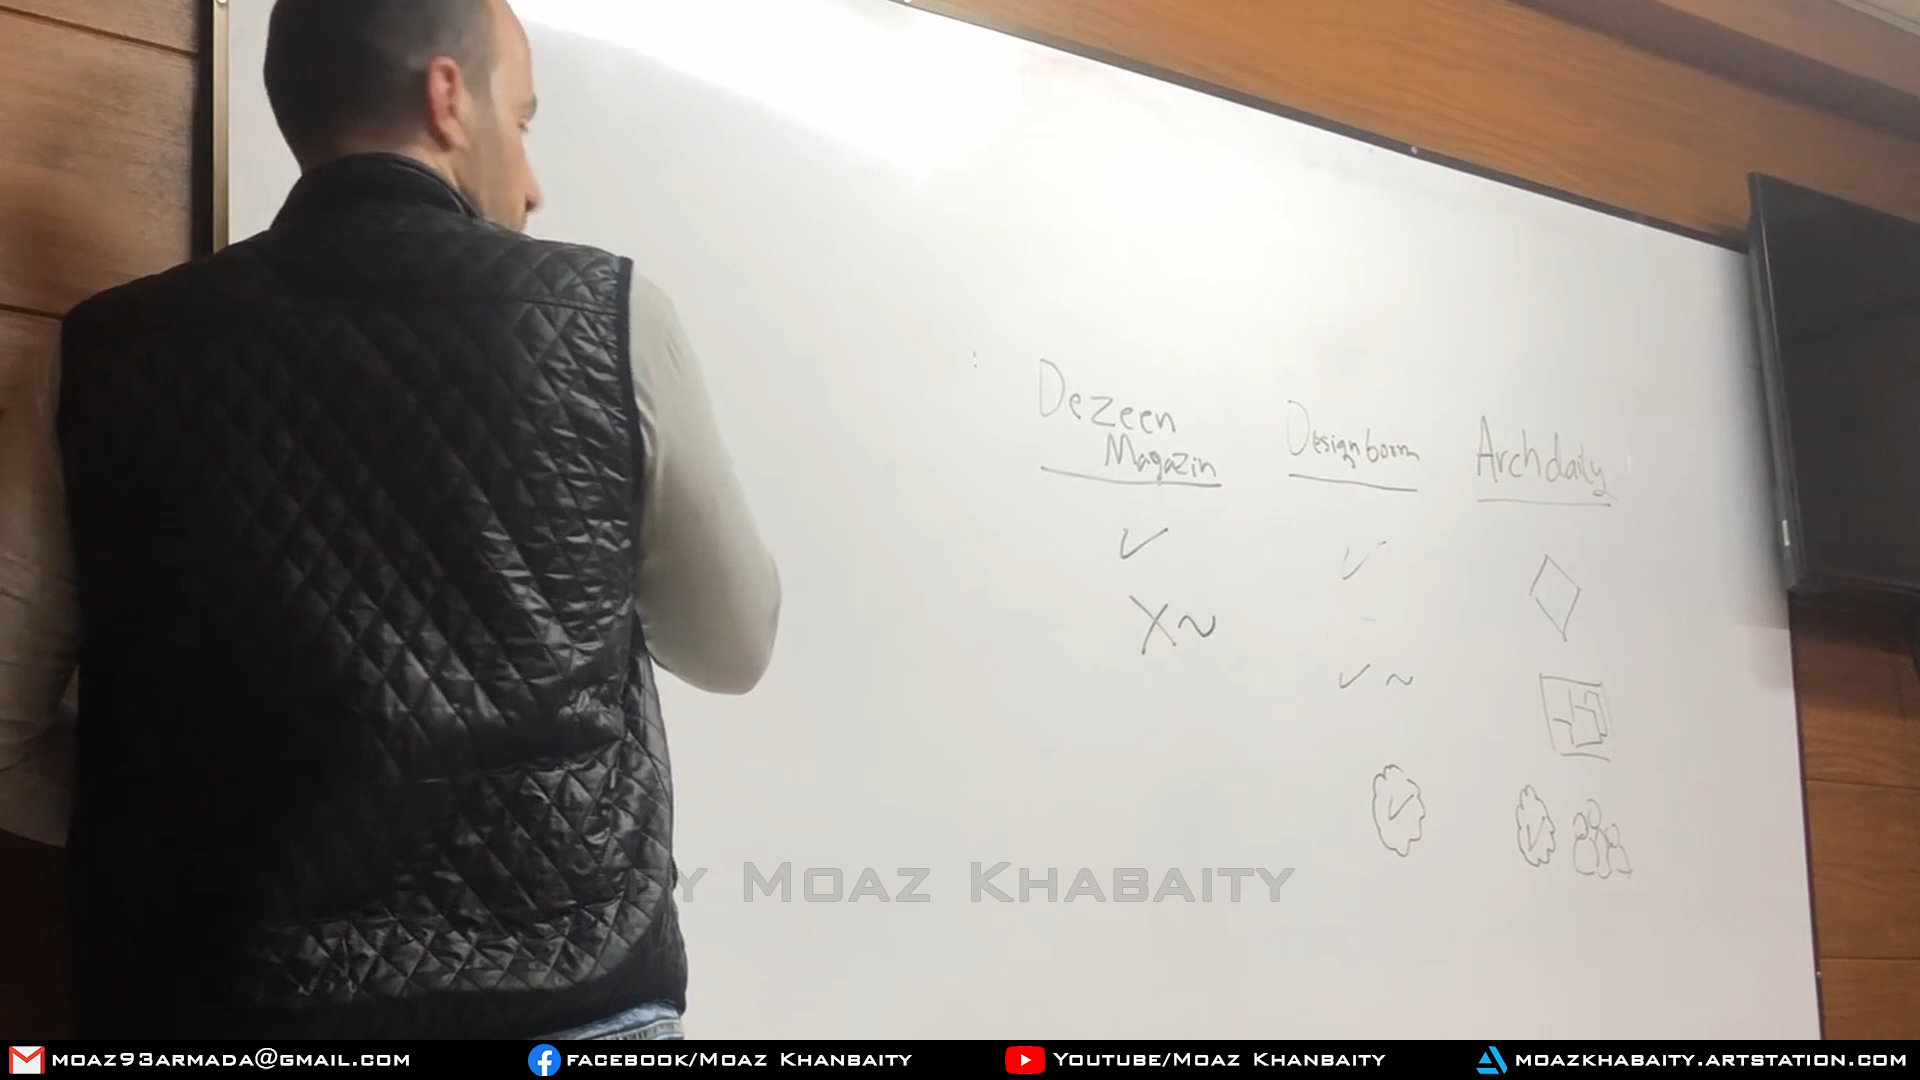 Dezeen
Magazin
Designboom
Archdaily
BY MOAZ KHABAITY
MOAZ93ARMADA@GMAIL.COM
FACEBOOK/MOAZ KHANBAITY
YOUTUBE/MOAZ KHANBAITY
MOAZKHABAITY.ARTSTATION.COM